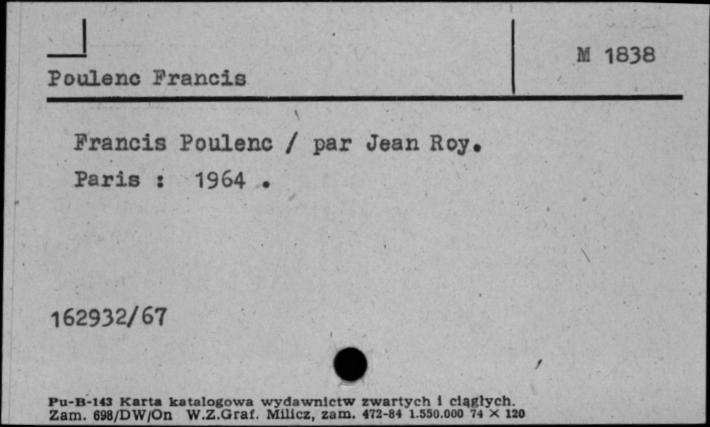 M 1838
Poulenc Francis
Francis Poulenc / par Jean Roy.
Paris : 1964 .
162932/67
Pu-B-143 Karta katalogowa wydawnictw zwartych i ciągłych.
Zam. 698/DW/On W.Z.Graf. Milicz, zam. 472-84 1.550.000 74 × 120